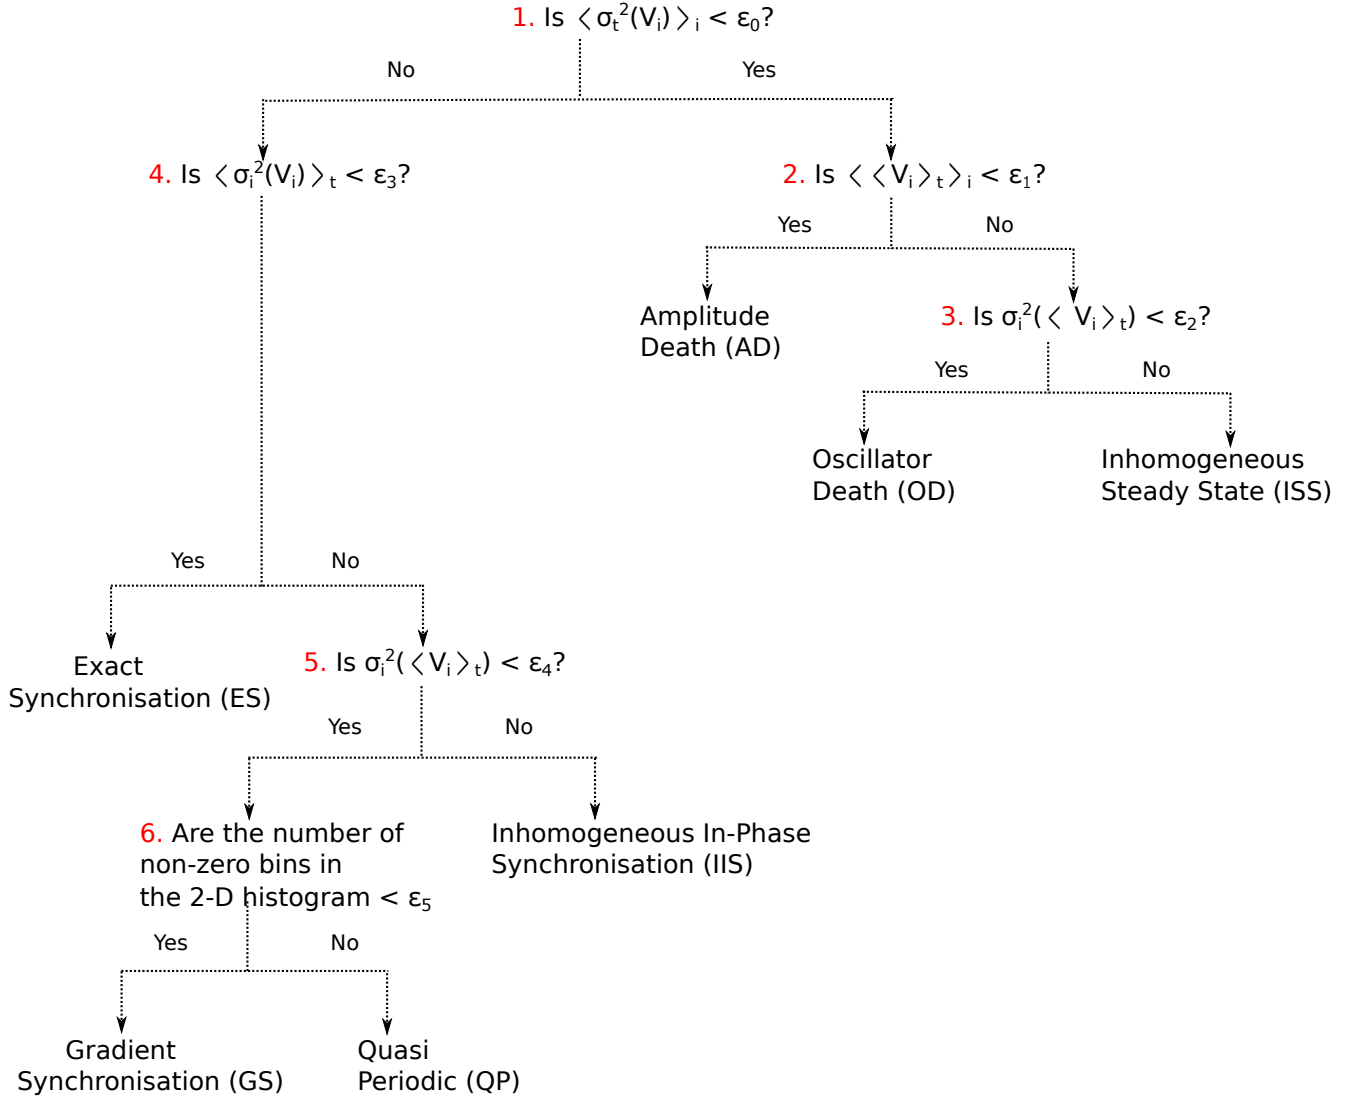 1. Is 〈σₜ²(Vᵢ)〉ᵢ < ε₀?
No
Yes
4. Is 〈σᵢ²(Vᵢ)〉ₜ < ε₃?
2. Is 〈〈Vᵢ〉ₜ〉ᵢ < ε₁?
Yes
No
Amplitude
Death (AD)
3. Is σᵢ²(〈 Vᵢ〉ₜ) < ε₂?
Yes
No
Oscillator
Death (OD)
Inhomogeneous
Steady State (ISS)
Yes
No
Exact
Synchronisation (ES)
5. Is σᵢ²(〈Vᵢ〉ₜ) < ε₄?
Yes
No
6. Are the number of
non-zero bins in
the 2-D histogram < ε₅
Inhomogeneous In-Phase
Synchronisation (IIS)
Yes
No
Gradient
Synchronisation (GS)
Quasi
Periodic (QP)